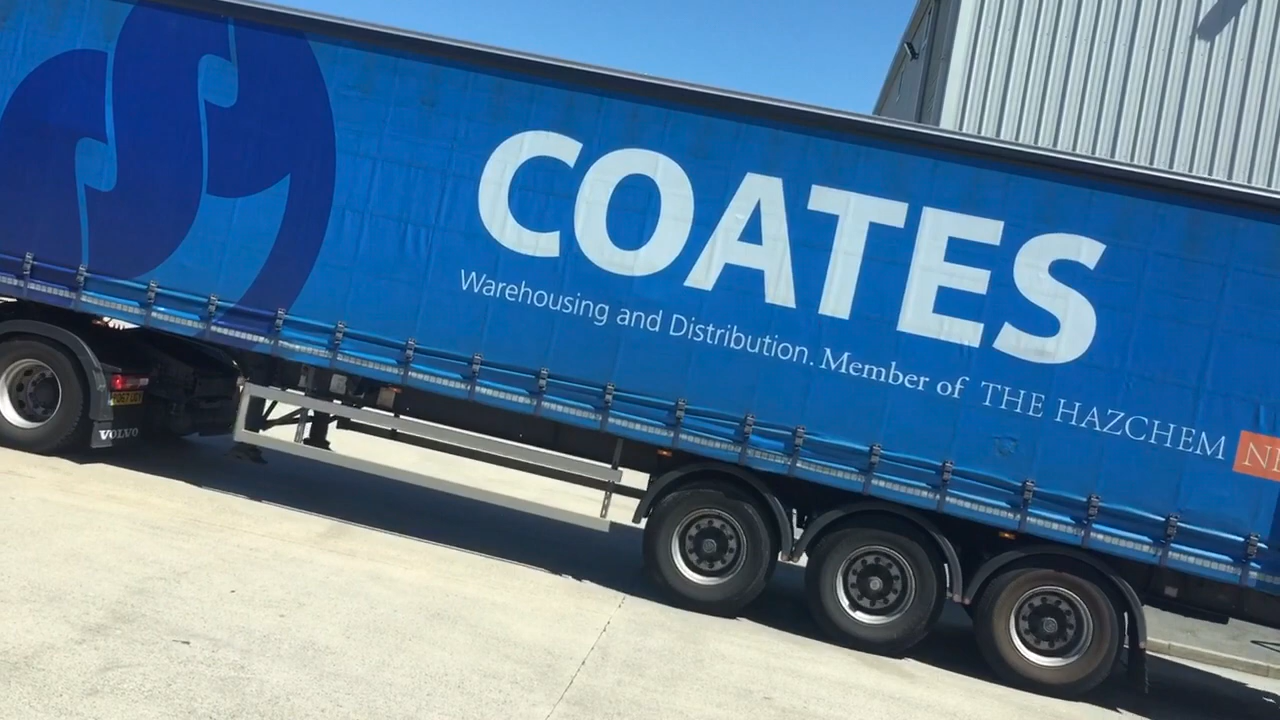 COATES
Warehousing and Distribution. Member of THE HAZCHEM
VOLVO